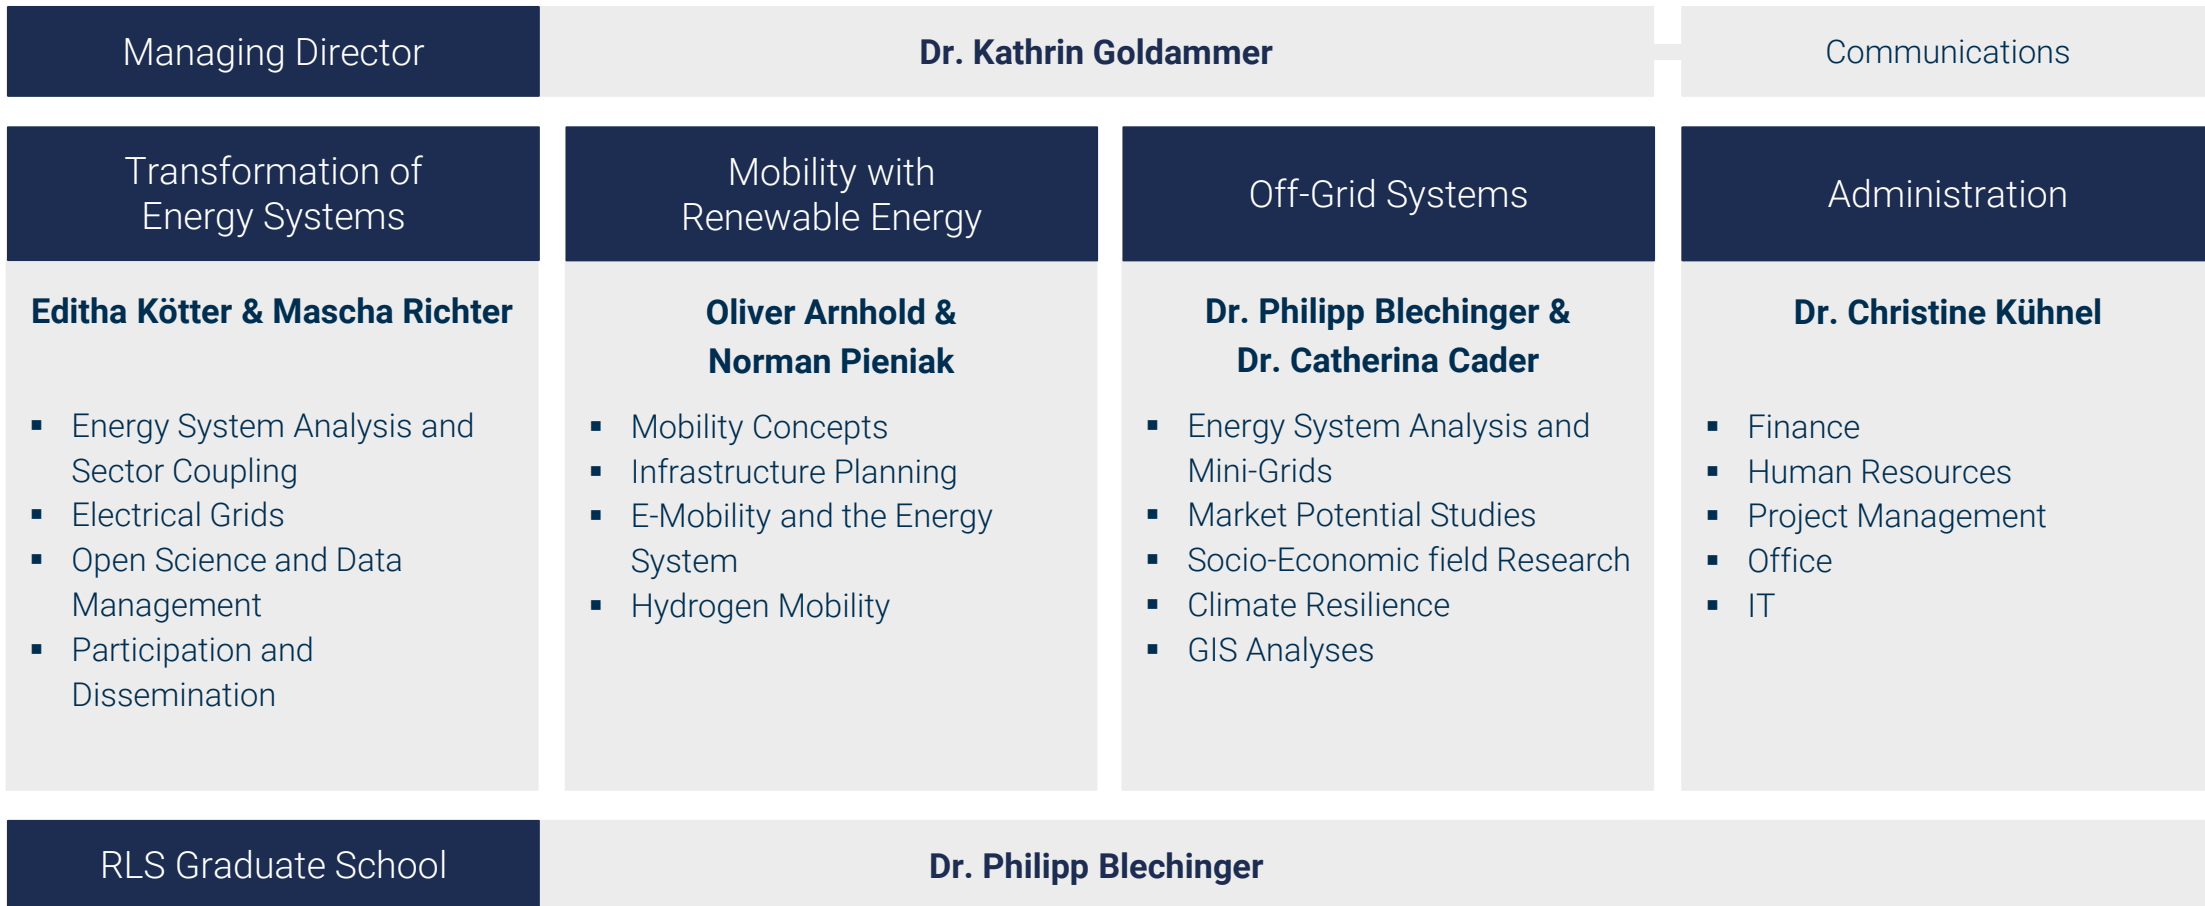 Managing Director
Dr. Kathrin Goldammer
Communications
Transformation of
Energy Systems
Editha Kötter & Mascha Richter
▪ Energy System Analysis and
Sector Coupling
▪ Electrical Grids
▪ Open Science and Data
Management
▪ Participation and
Dissemination
Mobility with
Renewable Energy
Oliver Arnhold &
Norman Pieniak
▪ Mobility Concepts
▪ Infrastructure Planning
▪ E-Mobility and the Energy
System
▪ Hydrogen Mobility
Off-Grid Systems
Dr. Philipp Blechinger &
Dr. Catherina Cader
▪ Energy System Analysis and
Mini-Grids
▪ Market Potential Studies
▪ Socio-Economic field Research
▪ Climate Resilience
▪ GIS Analyses
Administration
Dr. Christine Kühnel
▪ Finance
▪ Human Resources
▪ Project Management
▪ Office
▪ IT
RLS Graduate School
Dr. Philipp Blechinger